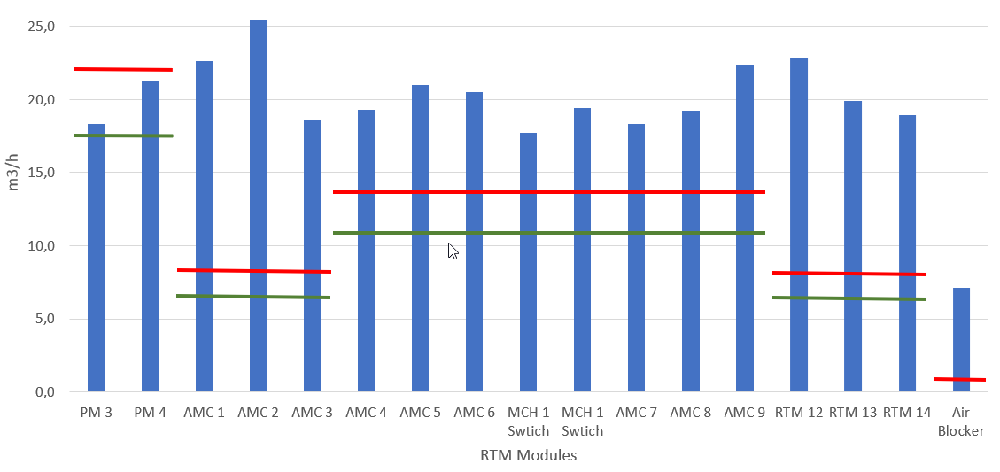 25,0
20,0
15,0
10,0
5,0
0,0
m3/h
PM 3 PM 4 AMC 1 AMC 2 AMC 3 AMC 4 AMC 5 AMC 6 MCH 1 MCH 1 AMC 7 AMC 8 AMC 9 RTM 12 RTM 13 RTM 14 Air
Swtich Swtich Blocker
RTM Modules